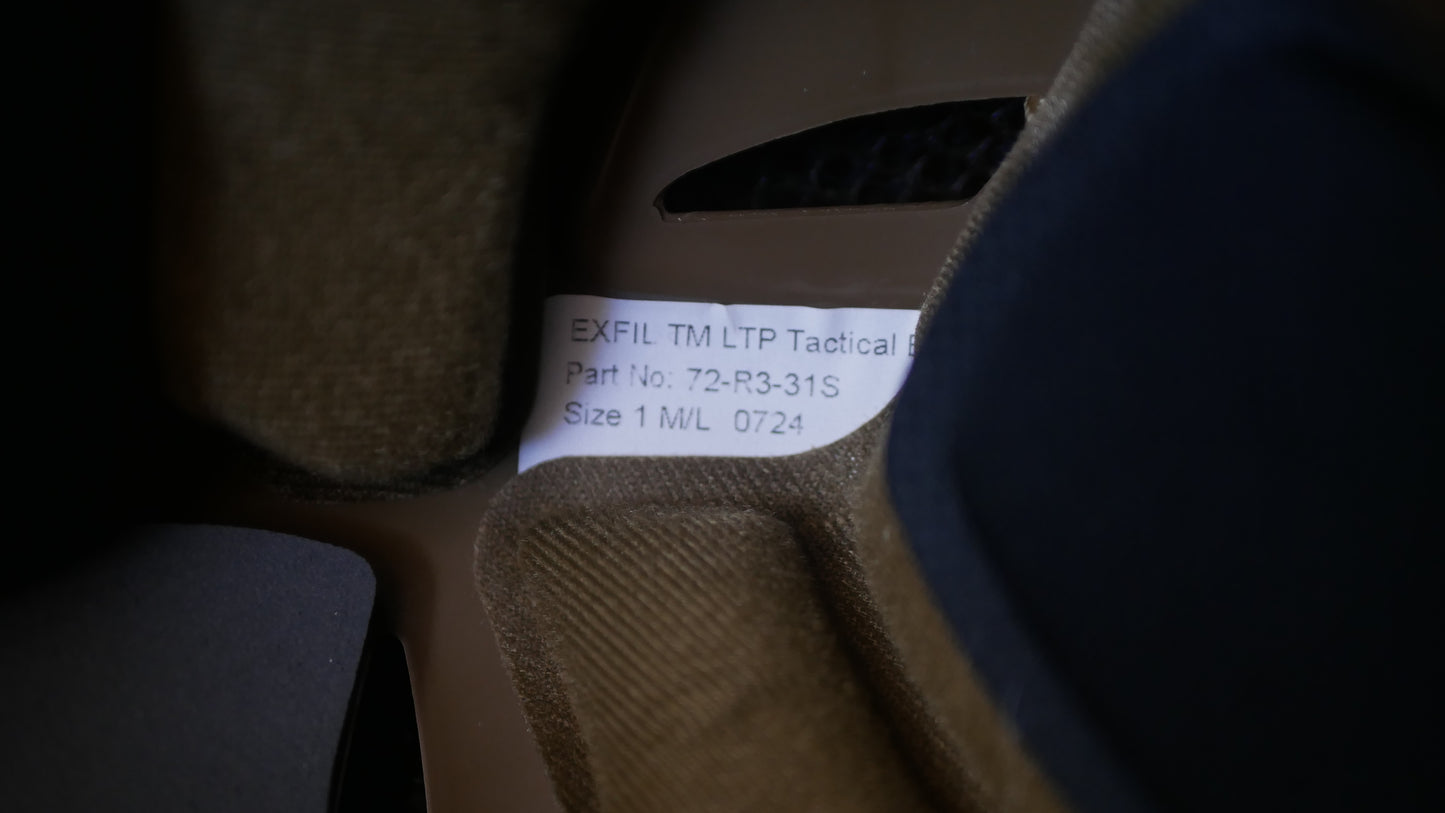 EXFIL TM LTP Tactical
Part No: 72-R3-31S
Size 1 M/L 0724